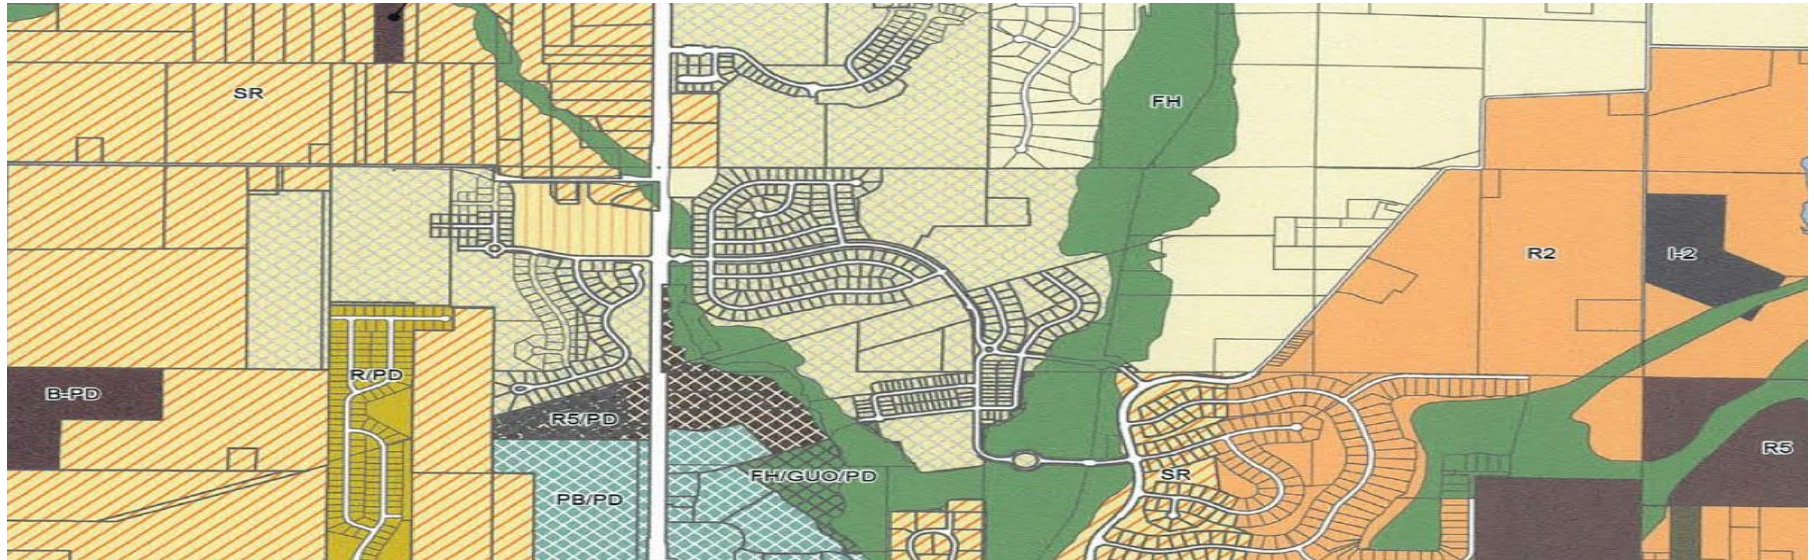 SR
FH
R2
I-2
R/PD
B-PD
R5/PD
R5
FH/GUO/PD
SR
PB/PD